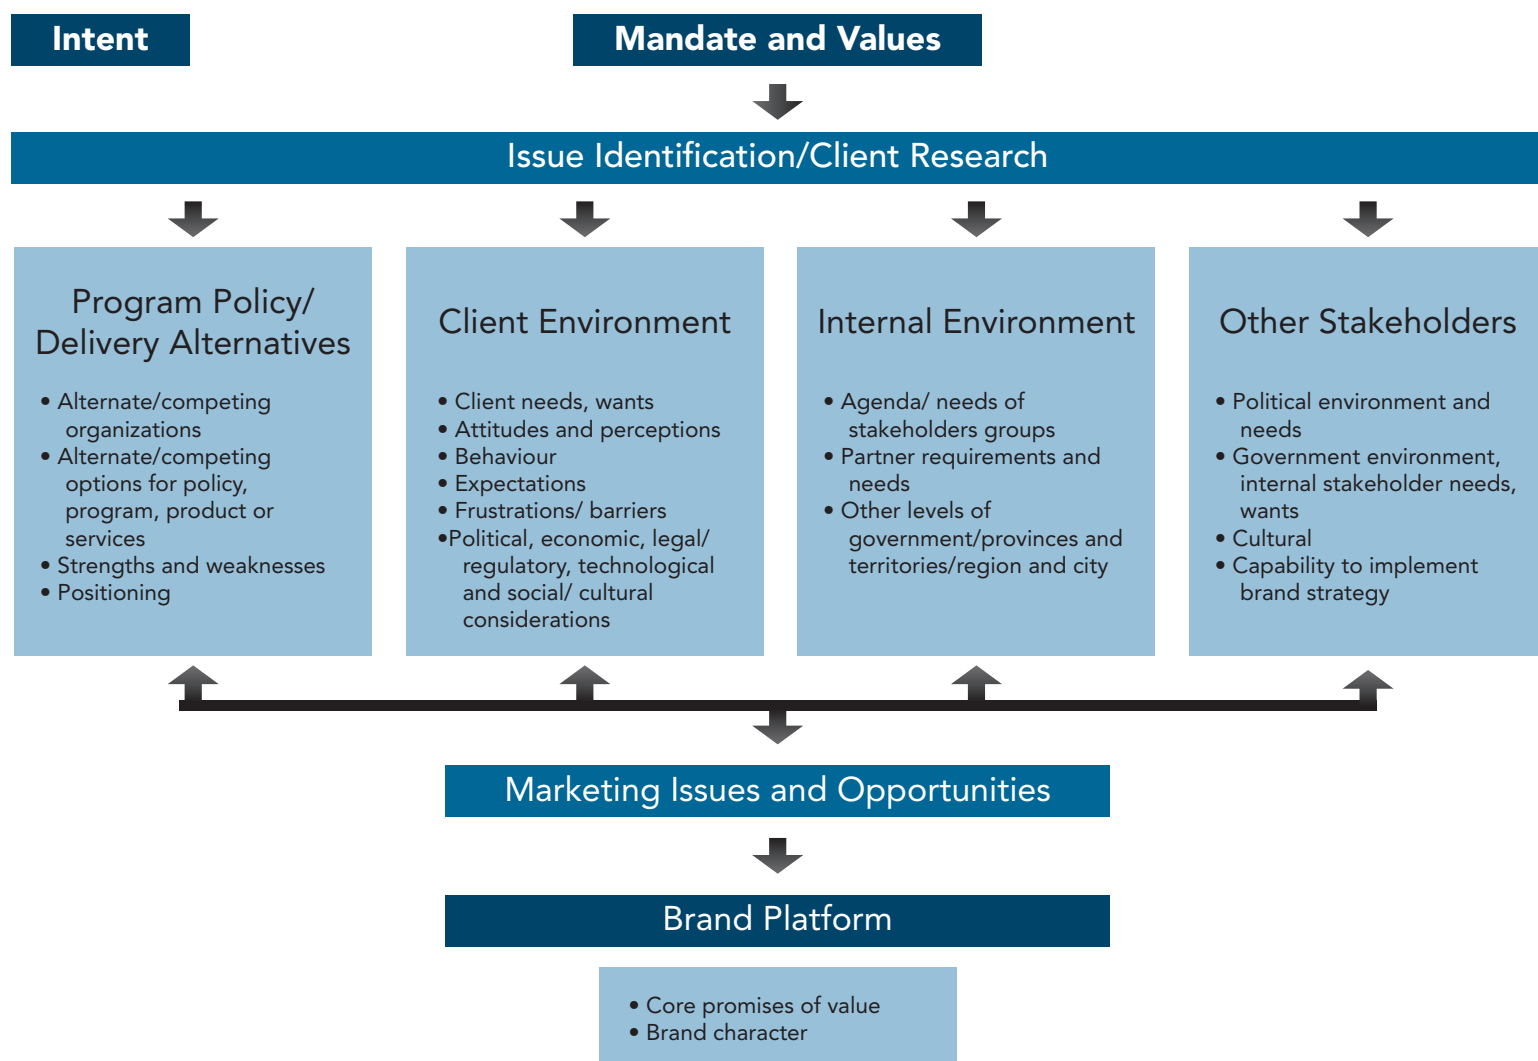 Intent
Mandate and Values
Issue Identification/Client Research
Program Policy/
Delivery Alternatives
• Alternate/competing
organizations
• Alternate/competing
options for policy,
program, product or
services
• Strengths and weaknesses
• Positioning
Client Environment
• Client needs, wants
• Attitudes and perceptions
• Behaviour
• Expectations
• Frustrations/ barriers
•Political, economic, legal/
regulatory, technological
and social/ cultural
considerations
Internal Environment
• Agenda/ needs of
stakeholders groups
• Partner requirements and
needs
• Other levels of
government/provinces and
territories/region and city
Other Stakeholders
• Political environment and
needs
• Government environment,
internal stakeholder needs,
wants
• Cultural
• Capability to implement
brand strategy
Marketing Issues and Opportunities
Brand Platform
• Core promises of value
• Brand character